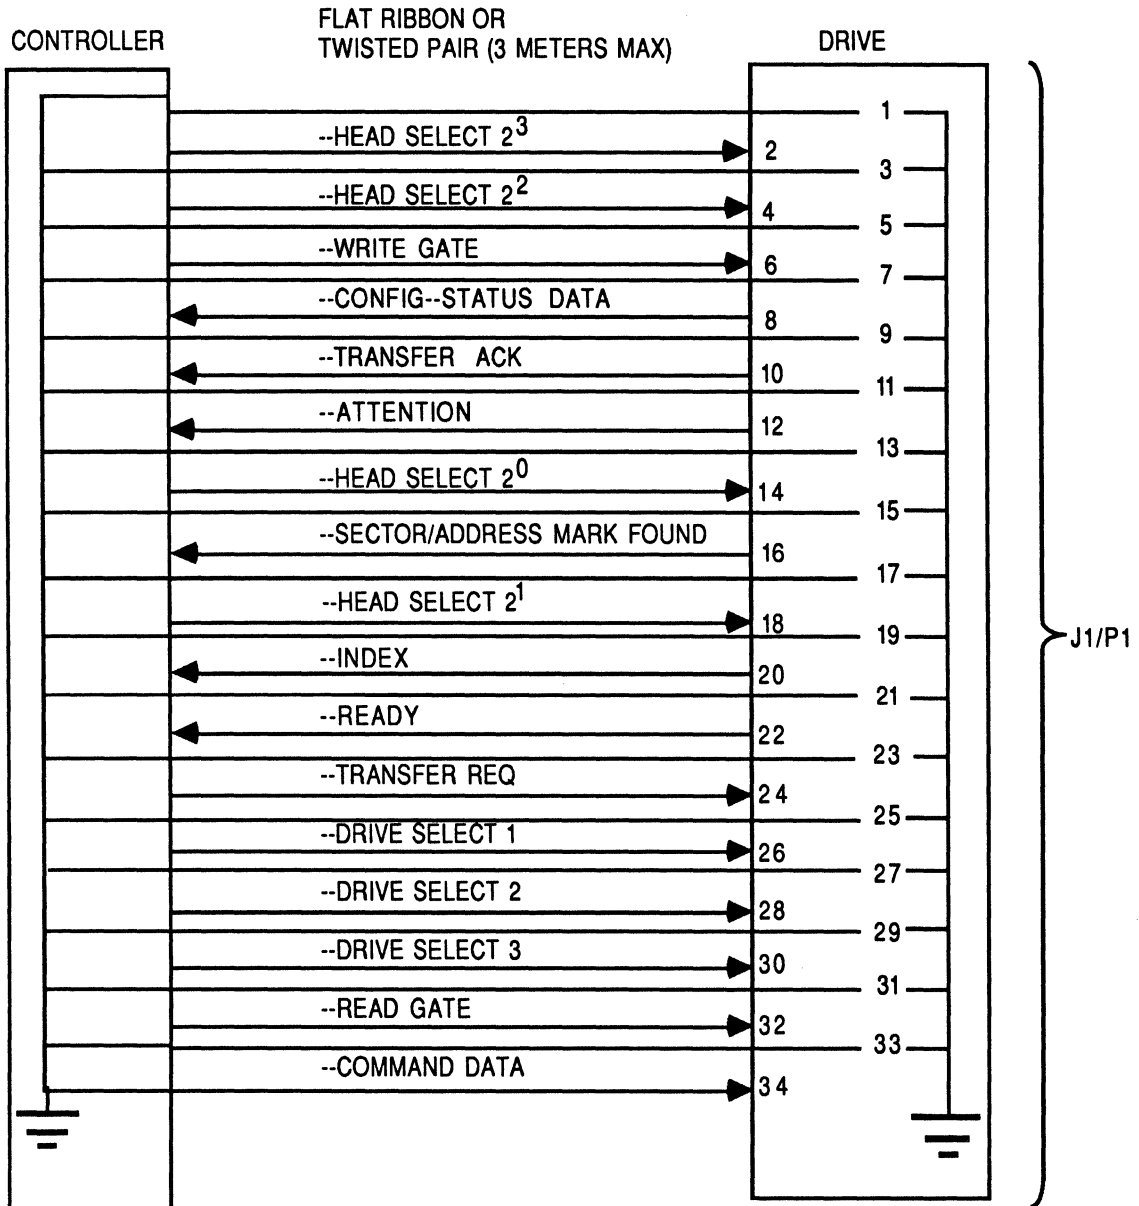 FLAT RIBBON OR
CONTROLLER
TWISTED PAIR (3 METERS MAX)
DRIVE
1
--HEAD SELECT 2³
2
3
--HEAD SELECT 2²
4
5
--WRITE GATE
6
7
--CONFIG--STATUS DATA
8
9
--TRANSFER ACK
10
11
--ATTENTION
12
13
--HEAD SELECT 2⁰
14
15
--SECTOR/ADDRESS MARK FOUND
16
17
--HEAD SELECT 2¹
18
19
J1/P1
--INDEX
20
21
--READY
22
23
--TRANSFER REQ
24
25
--DRIVE SELECT 1
26
27
--DRIVE SELECT 2
28
29
--DRIVE SELECT 3
30
31
--READ GATE
32
33
--COMMAND DATA
34